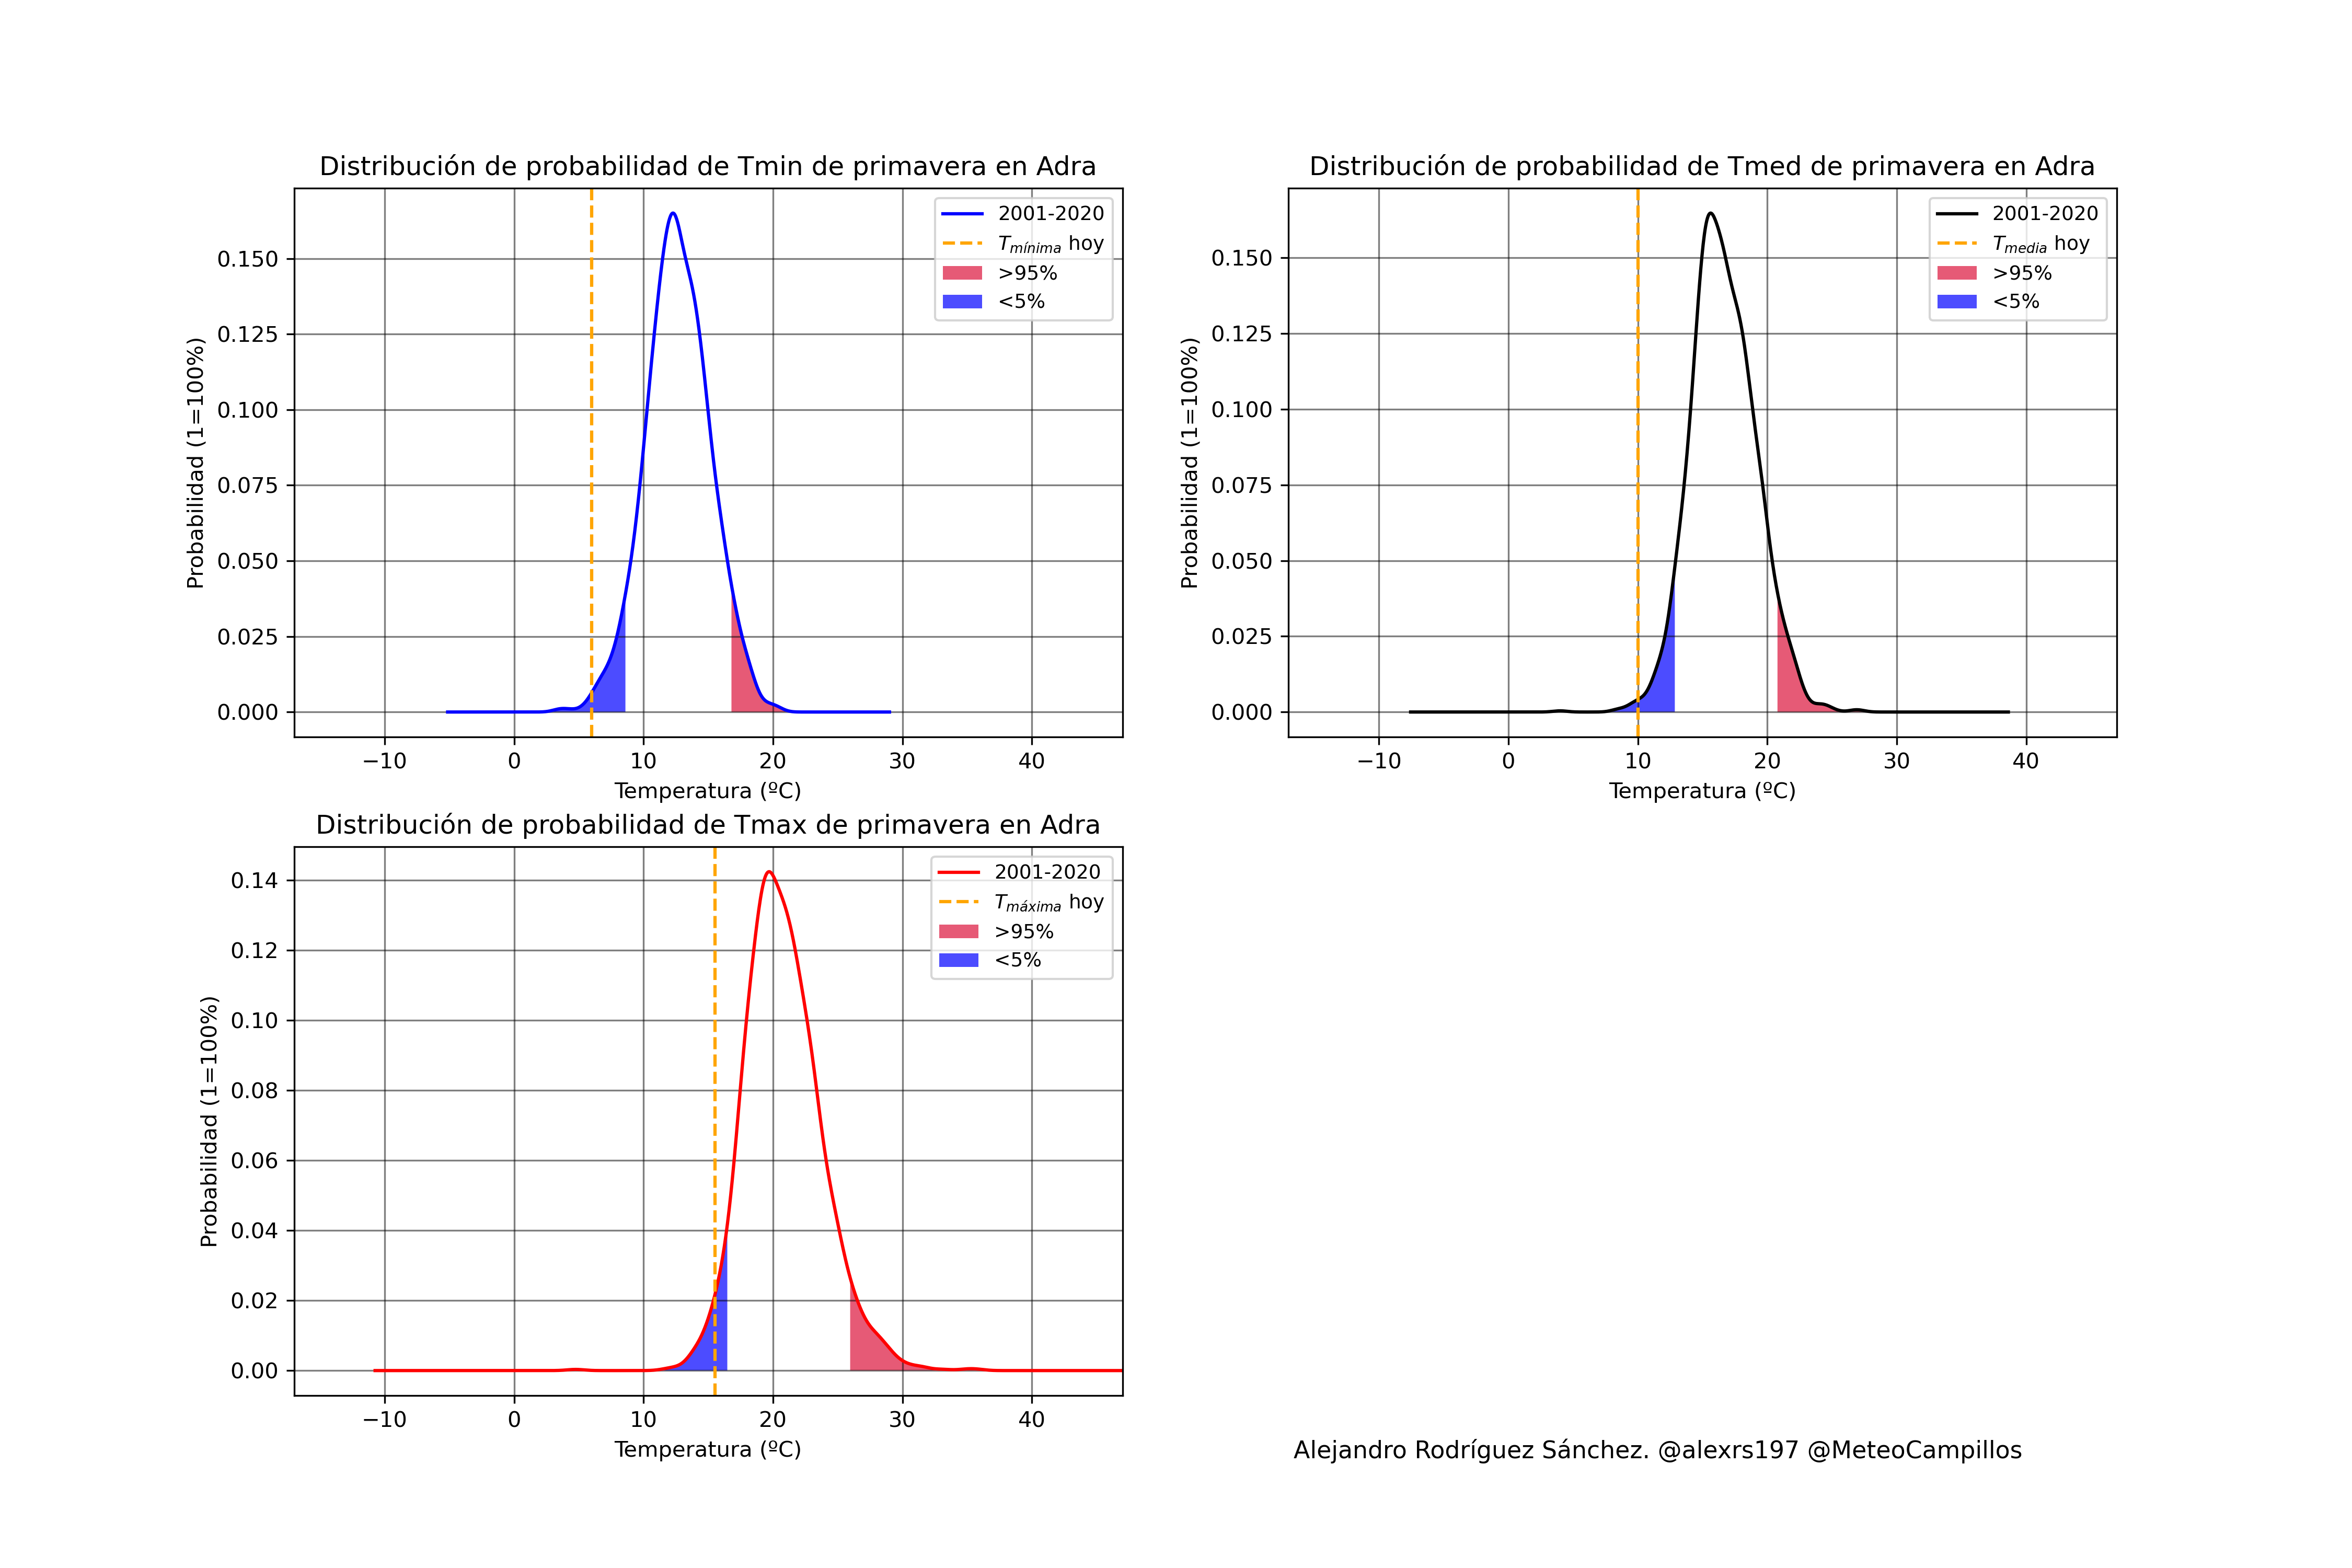 Distribución de probabilidad de Tmin de primavera en Adra
2001-2020
Tmínima hoy
>95%
<5%
0.150
0.125
0.100
0.075
0.050
0.025
0.000
Probabilidad (1=100%)
−10 0 10 20 30 40
Temperatura (ºC)
Distribución de probabilidad de Tmed de primavera en Adra
2001-2020
Tmedia hoy
>95%
<5%
0.150
0.125
0.100
0.075
0.050
0.025
0.000
Probabilidad (1=100%)
−10 0 10 20 30 40
Temperatura (ºC)
Distribución de probabilidad de Tmax de primavera en Adra
2001-2020
Tmáxima hoy
>95%
<5%
0.14
0.12
0.10
0.08
0.06
0.04
0.02
0.00
Probabilidad (1=100%)
−10 0 10 20 30 40
Temperatura (ºC)
Alejandro Rodríguez Sánchez. @alexrs197 @MeteoCampillos